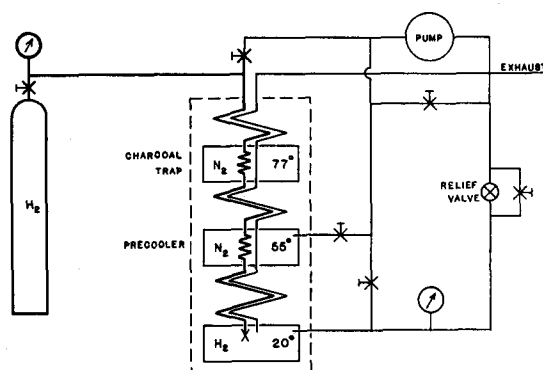 PUMP
EXHAUST
CHARCOAL
TRAP
N₂ 77°
H₂
RELIEF
VALVE
PRECOOLER
N₂ 55°
H₂ 20°